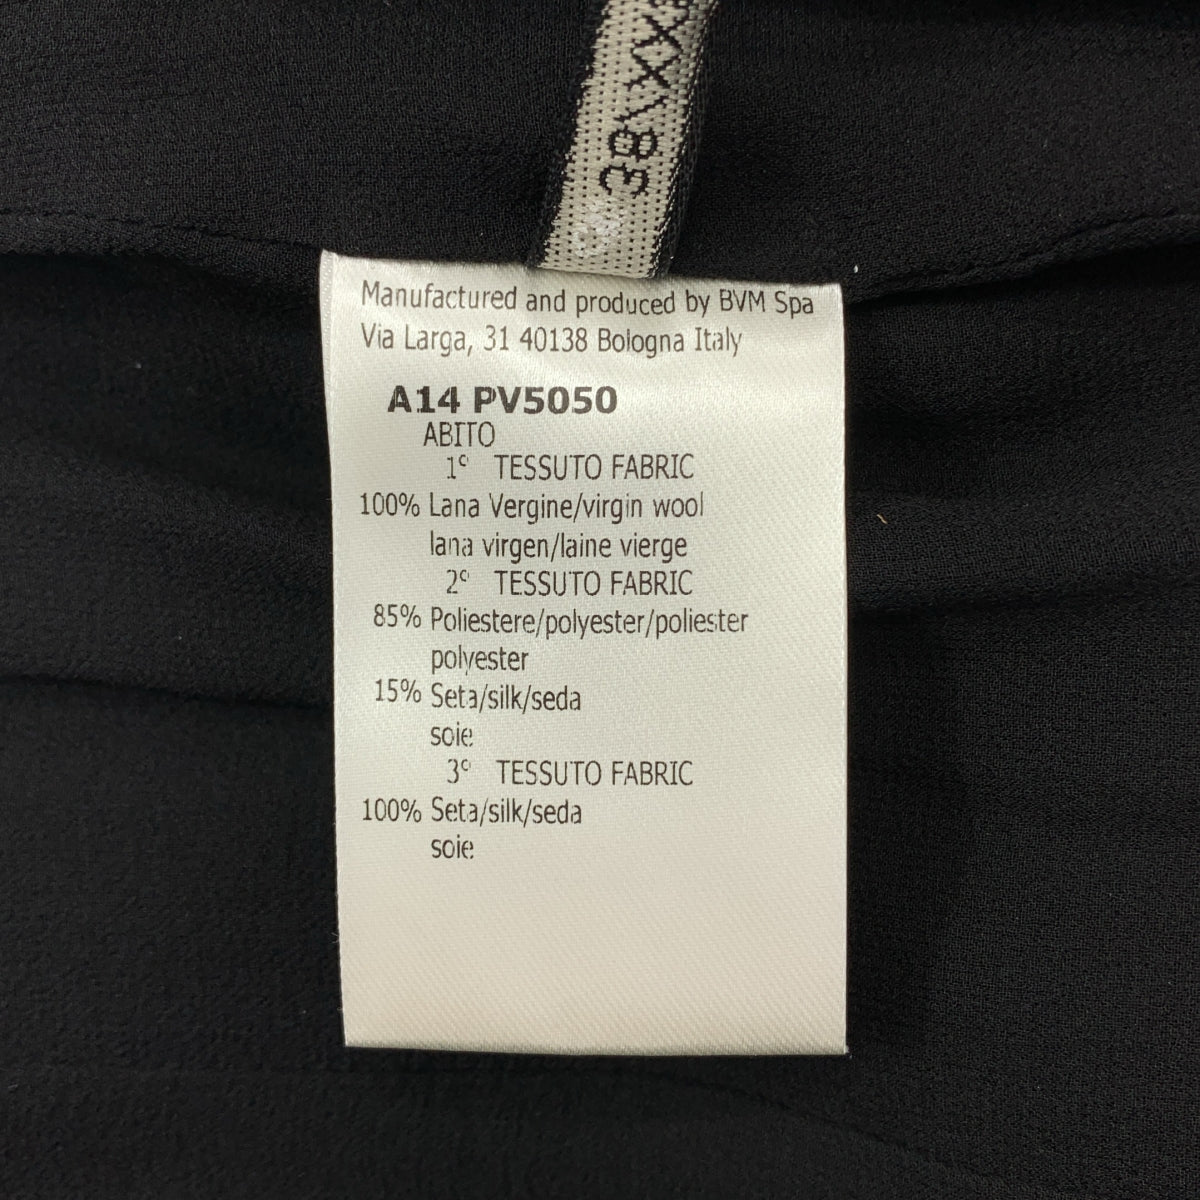 38\XXX
Manufactured and produced by BVM Spa
Via Larga, 31 40138 Bologna Italy
A14 PV5050
ABITO
1° TESSUTO FABRIC
100% Lana Vergine/virgin wool
lana virgen/laine vierge
2° TESSUTO FABRIC
85% Poliestere/polyester/poliester
polyester
15% Seta/silk/seda
soie
3° TESSUTO FABRIC
100% Seta/silk/seda
soie